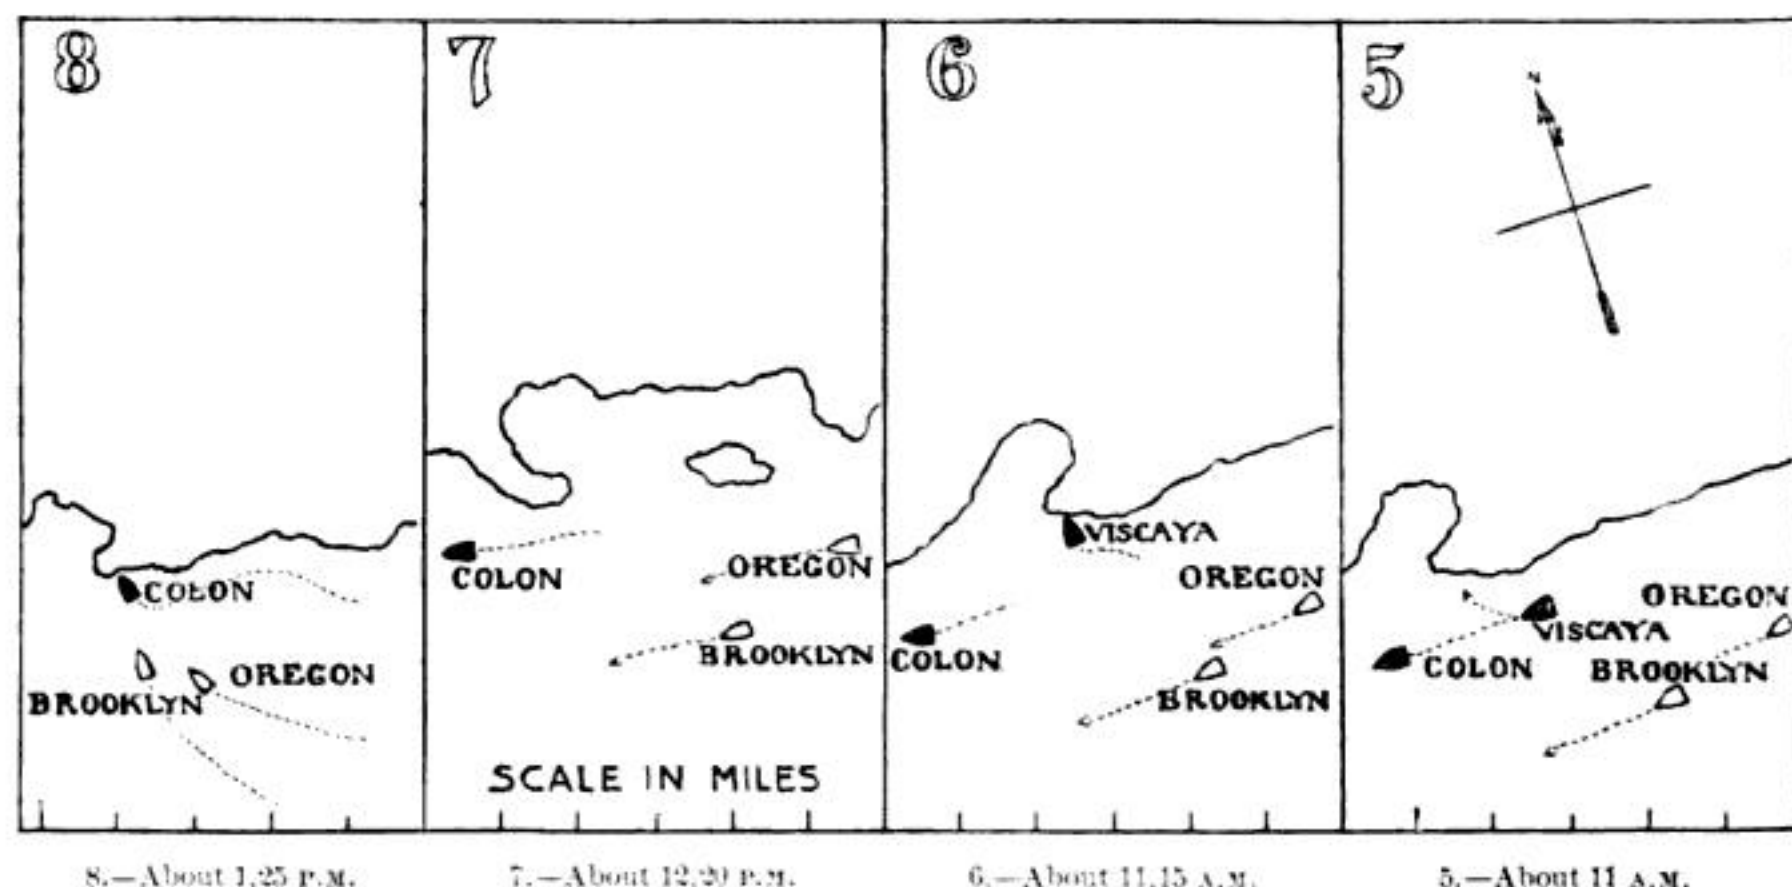 8
COLON
BROOKLYN
OREGON
8.—About 1.25 P.M.
7
COLON
OREGON
BROOKLYN
SCALE IN MILES
7.—About 12.20 P.M.
6
VISCAYA
OREGON
COLON
BROOKLYN
6.—About 11.15 A.M.
5
N
OREGON
VISCAYA
COLON
BROOKLYN
5.—About 11 A.M.